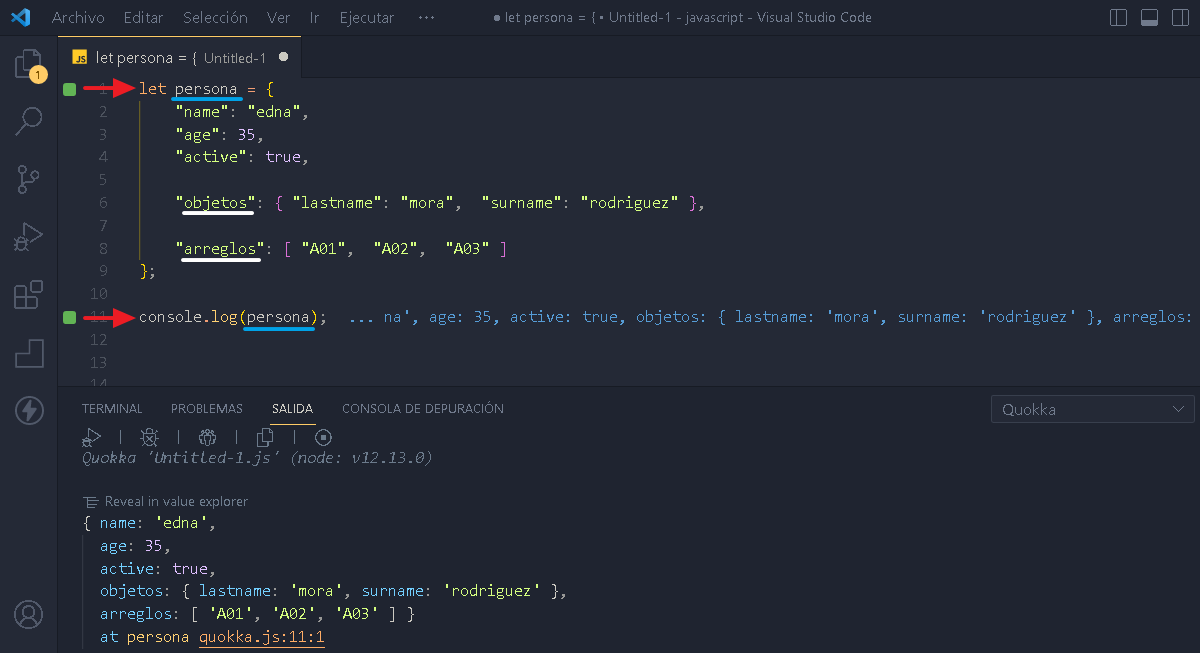 Archivo Editar Selección Ver Ir Ejecutar ··· ● let persona = { • Untitled-1 - javascript - Visual Studio Code
JS let persona = { Untitled-1 ●
1
1 let persona = {
2 "name": "edna",
3 "age": 35,
4 "active": true,
5
6 "objetos": { "lastname": "mora", "surname": "rodriguez" },
7
8 "arreglos": [ "A01", "A02", "A03" ]
9 };
10
11 console.log(persona); ... na', age: 35, active: true, objetos: { lastname: 'mora', surname: 'rodriguez' }, arreglos:
12
13
14
TERMINAL PROBLEMAS SALIDA CONSOLA DE DEPURACIÓN Quokka
Quokka 'Untitled-1.js' (node: v12.13.0)
Reveal in value explorer
{ name: 'edna',
age: 35,
active: true,
objetos: { lastname: 'mora', surname: 'rodriguez' },
arreglos: [ 'A01', 'A02', 'A03' ] }
at persona quokka.js:11:1